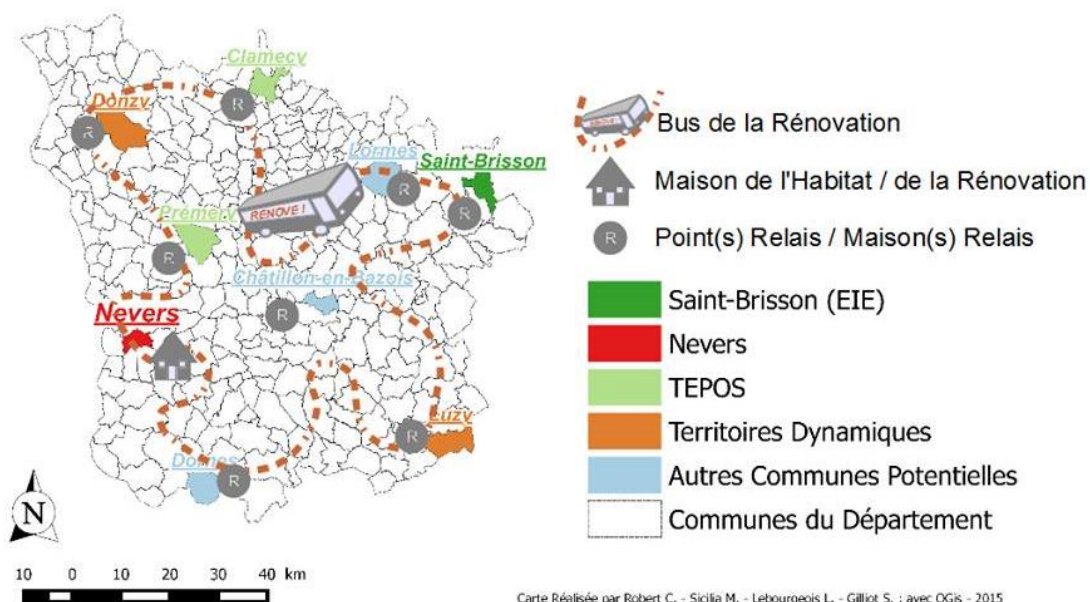 Clamecy
R
Donzy
R
Lormes
Saint-Brisson
R
RENOVE !
R
Prémery
R
Châtillon-en-Bazois
R
Nevers
Luzy
R
Dornes
R
N
10 0 10 20 30 40 km
Bus de la Rénovation
Maison de l'Habitat / de la Rénovation
R Point(s) Relais / Maison(s) Relais
Saint-Brisson (EIE)
Nevers
TEPOS
Territoires Dynamiques
Autres Communes Potentielles
Communes du Département
Carte Réalisée par Robert C. - Sicilia M. - Lebourgeois L. - Gilliot S. ; avec QGis - 2015